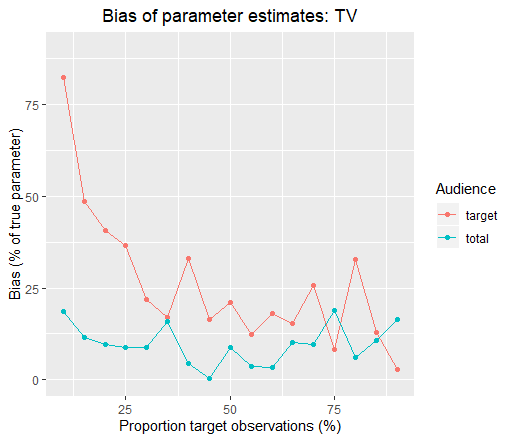 Bias of parameter estimates: TV
Bias (% of true parameter)
75
50
25
0
25
50
75
Proportion target observations (%)
Audience
target
total